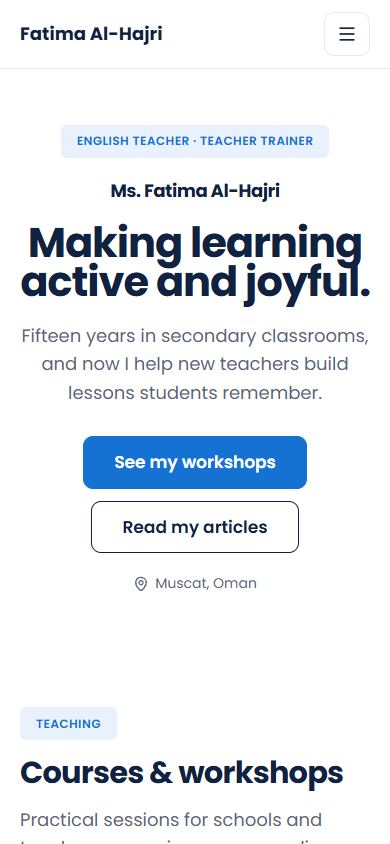 Fatima Al-Hajri
ENGLISH TEACHER · TEACHER TRAINER
Ms. Fatima Al-Hajri
Making learning
active and joyful.
Fifteen years in secondary classrooms,
and now I help new teachers build
lessons students remember.
See my workshops
Read my articles
Muscat, Oman
TEACHING
Courses & workshops
Practical sessions for schools and